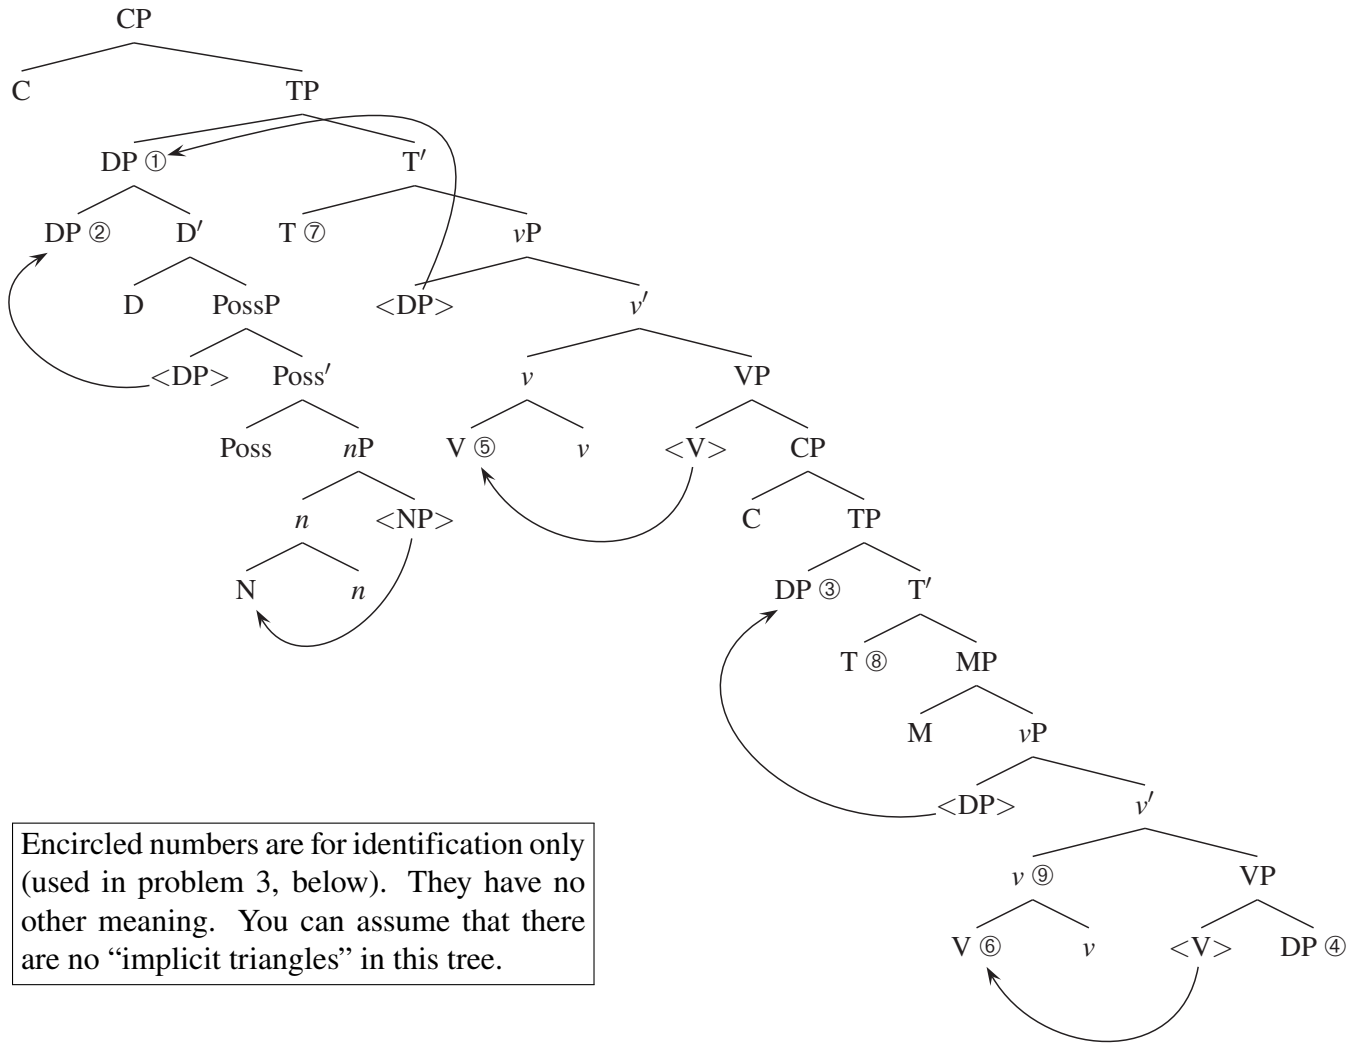 CP
C TP
DP ① T′
DP ② D′ T ⑦ vP
D PossP <DP> v′
<DP> Poss′ v VP
Poss nP V ⑤ v <V> CP
n <NP> C TP
N n DP ③ T′
T ⑧ MP
M vP
<DP> v′
Encircled numbers are for identification only
(used in problem 3, below). They have no
other meaning. You can assume that there
are no “implicit triangles” in this tree.
v ⑨ VP
V ⑥ v <V> DP ④